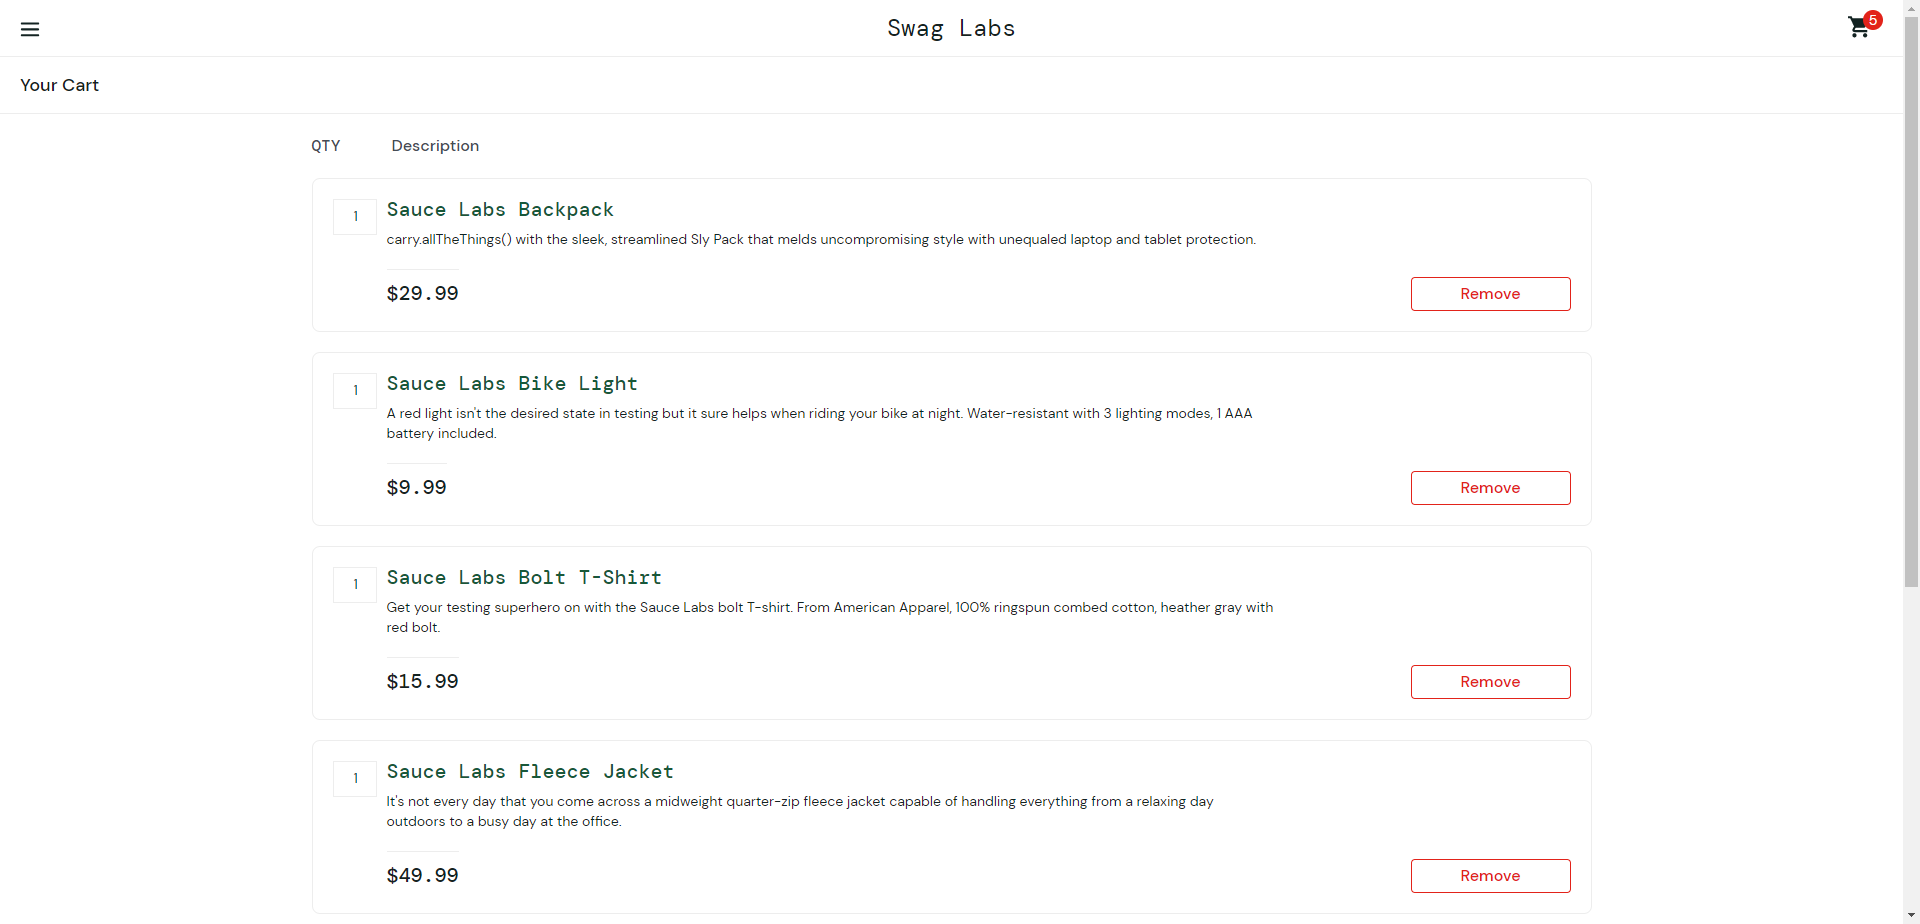 Swag Labs
5
Your Cart
QTY Description
1
Sauce Labs Backpack
carry.allTheThings() with the sleek, streamlined Sly Pack that melds uncompromising style with unequaled laptop and tablet protection.
$29.99
Remove
1
Sauce Labs Bike Light
A red light isn't the desired state in testing but it sure helps when riding your bike at night. Water-resistant with 3 lighting modes, 1 AAA
battery included.
$9.99
Remove
1
Sauce Labs Bolt T-Shirt
Get your testing superhero on with the Sauce Labs bolt T-shirt. From American Apparel, 100% ringspun combed cotton, heather gray with
red bolt.
$15.99
Remove
1
Sauce Labs Fleece Jacket
It's not every day that you come across a midweight quarter-zip fleece jacket capable of handling everything from a relaxing day
outdoors to a busy day at the office.
$49.99
Remove